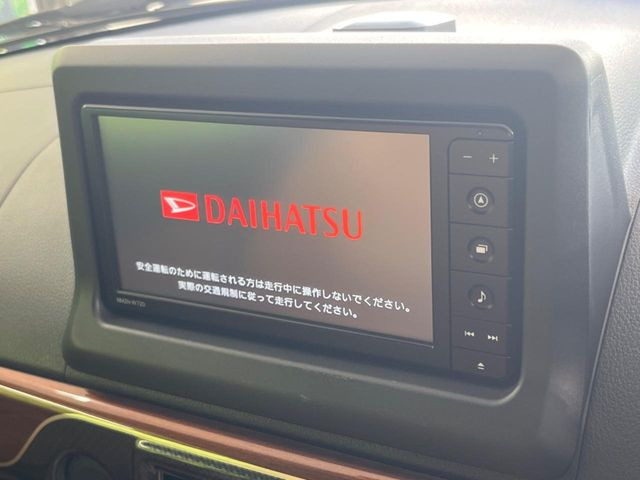 − +
DAIHATSU
安全運転のために運転される方は走行中に操作しないでください。
実際の交通規制に従って走行してください。
NMZN-W72D